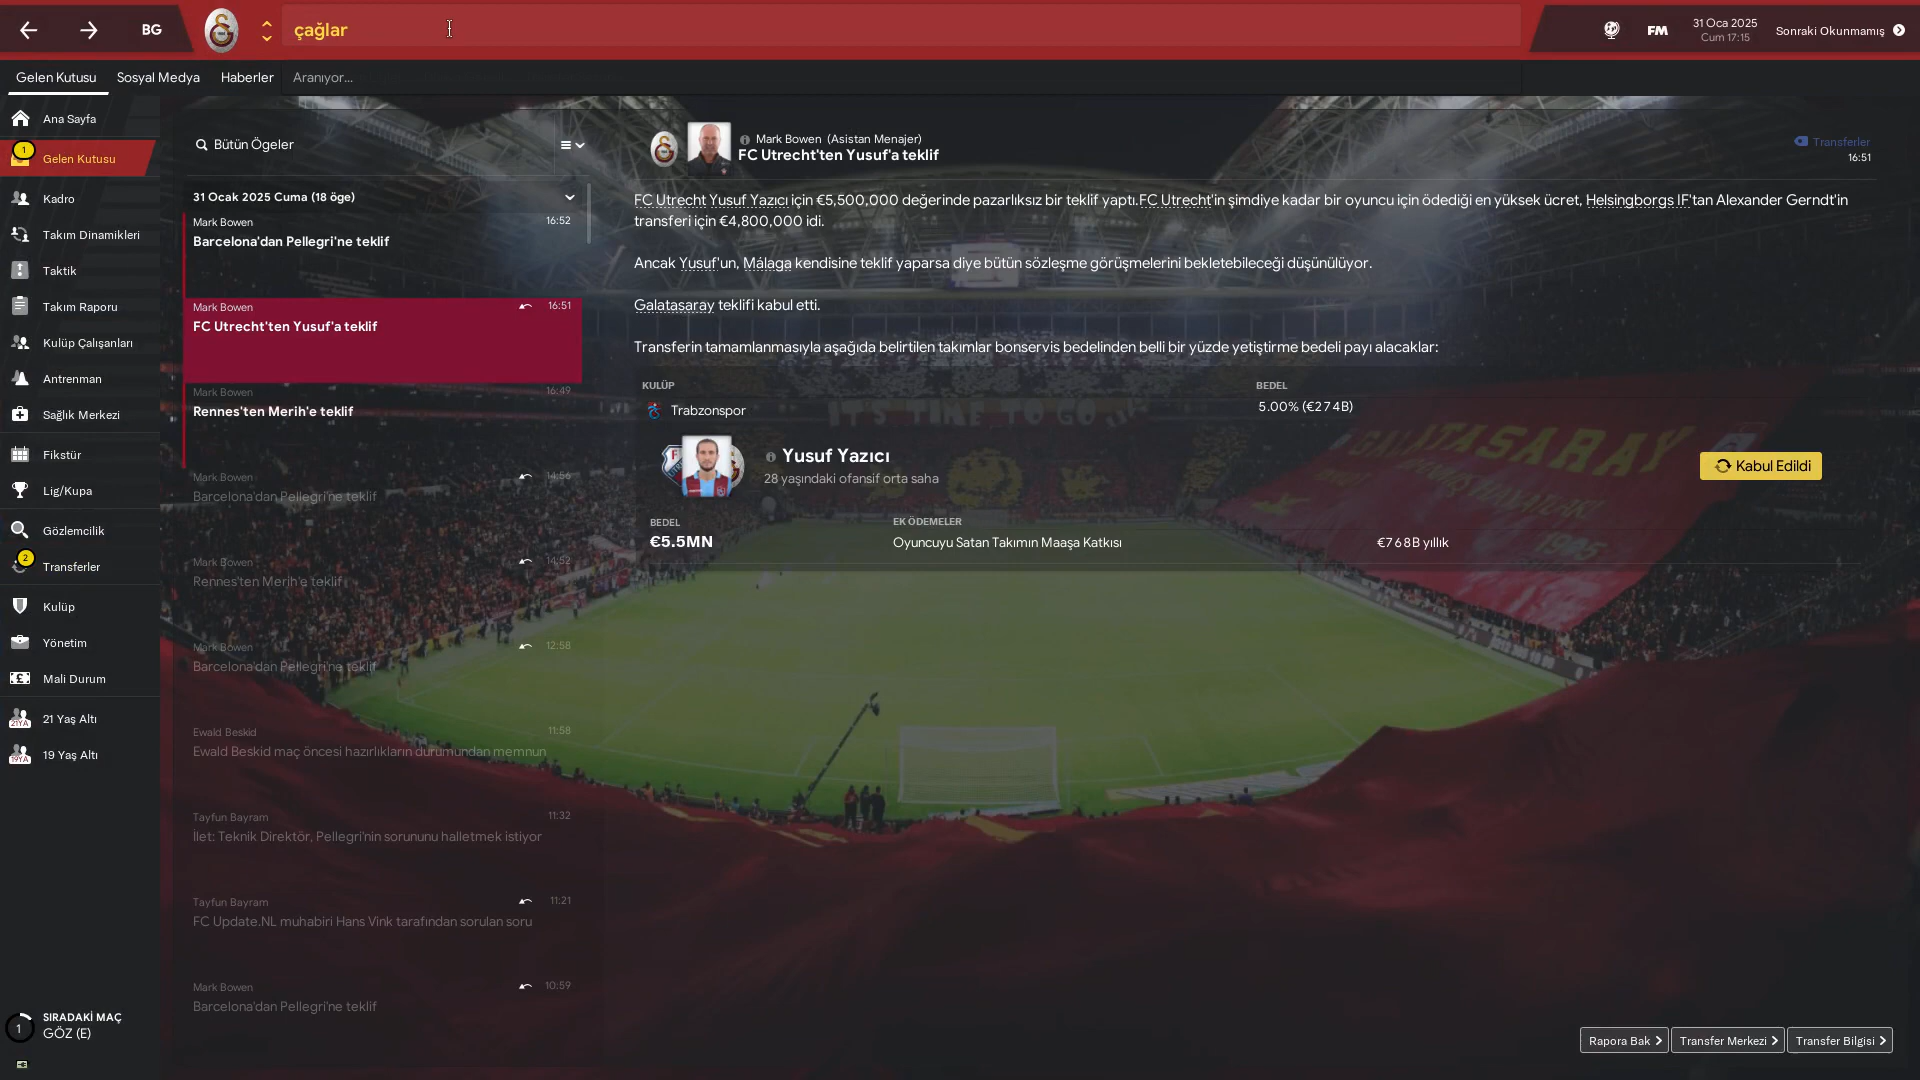 BG
çağlar
FM
31 Oca 2025
Cum 17:15
Sonraki Okunmamış
Gelen Kutusu
Sosyal Medya
Haberler
Aranıyor...
Ana Sayfa
1
Gelen Kutusu
Kadro
Takım Dinamikleri
Taktik
Takım Raporu
Kulüp Çalışanları
Antrenman
Sağlık Merkezi
Fikstür
Lig/Kupa
Gözlemcilik
2
Transferler
Kulüp
Yönetim
Mali Durum
21YA
21 Yaş Altı
19YA
19 Yaş Altı
1
SIRADAKİ MAÇ
GÖZ (E)
Bütün Ögeler
31 Ocak 2025 Cuma (18 öge)
Mark Bowen 16:52
Barcelona'dan Pellegri'ne teklif
Mark Bowen 16:51
FC Utrecht'ten Yusuf'a teklif
Mark Bowen 16:49
Rennes'ten Merih'e teklif
Mark Bowen 14:56
Barcelona'dan Pellegri'ne teklif
Mark Bowen 14:52
Rennes'ten Merih'e teklif
Mark Bowen 12:58
Barcelona'dan Pellegri'ne teklif
Ewald Beskid 11:58
Ewald Beskid maç öncesi hazırlıkların durumundan memnun
Tayfun Bayram 11:32
İlet: Teknik Direktör, Pellegri'nin sorununu halletmek istiyor
Tayfun Bayram 11:21
FC Update.NL muhabiri Hans Vink tarafından sorulan soru
Mark Bowen 10:59
Barcelona'dan Pellegri'ne teklif
Mark Bowen (Asistan Menajer)
FC Utrecht'ten Yusuf'a teklif
Transferler
16:51
FC Utrecht Yusuf Yazıcı için €5,500,000 değerinde pazarlıksız bir teklif yaptı.FC Utrecht'in şimdiye kadar bir oyuncu için ödediği en yüksek ücret, Helsingborgs IF'tan Alexander Gerndt'in
transferi için €4,800,000 idi.
Ancak Yusuf'un, Málaga kendisine teklif yaparsa diye bütün sözleşme görüşmelerini bekletebileceği düşünülüyor.
Galatasaray teklifi kabul etti.
Transferin tamamlanmasıyla aşağıda belirtilen takımlar bonservis bedelinden belli bir yüzde yetiştirme bedeli payı alacaklar:
KULÜP BEDEL
Trabzonspor 5.00% (€274B)
IT'S TIME TO GO
Yusuf Yazıcı
28 yaşındaki ofansif orta saha
Kabul Edildi
BEDEL EK ÖDEMELER
€5.5MN Oyuncuyu Satan Takımın Maaşa Katkısı €768B yıllık
Rapora Bak
Transfer Merkezi
Transfer Bilgisi